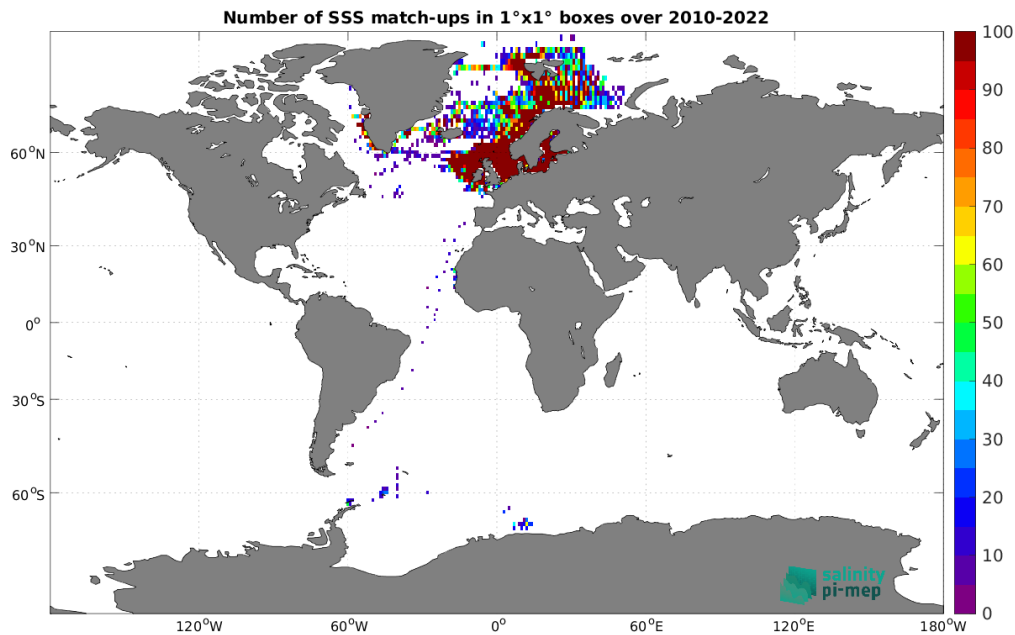 Number of SSS match-ups in 1°x1° boxes over 2010-2022
60°N
30°N
0°
30°S
60°S
120°W
60°W
0°E
60°E
120°E
180°W
100
90
80
70
60
50
40
30
20
10
0
salinity
pi-mep